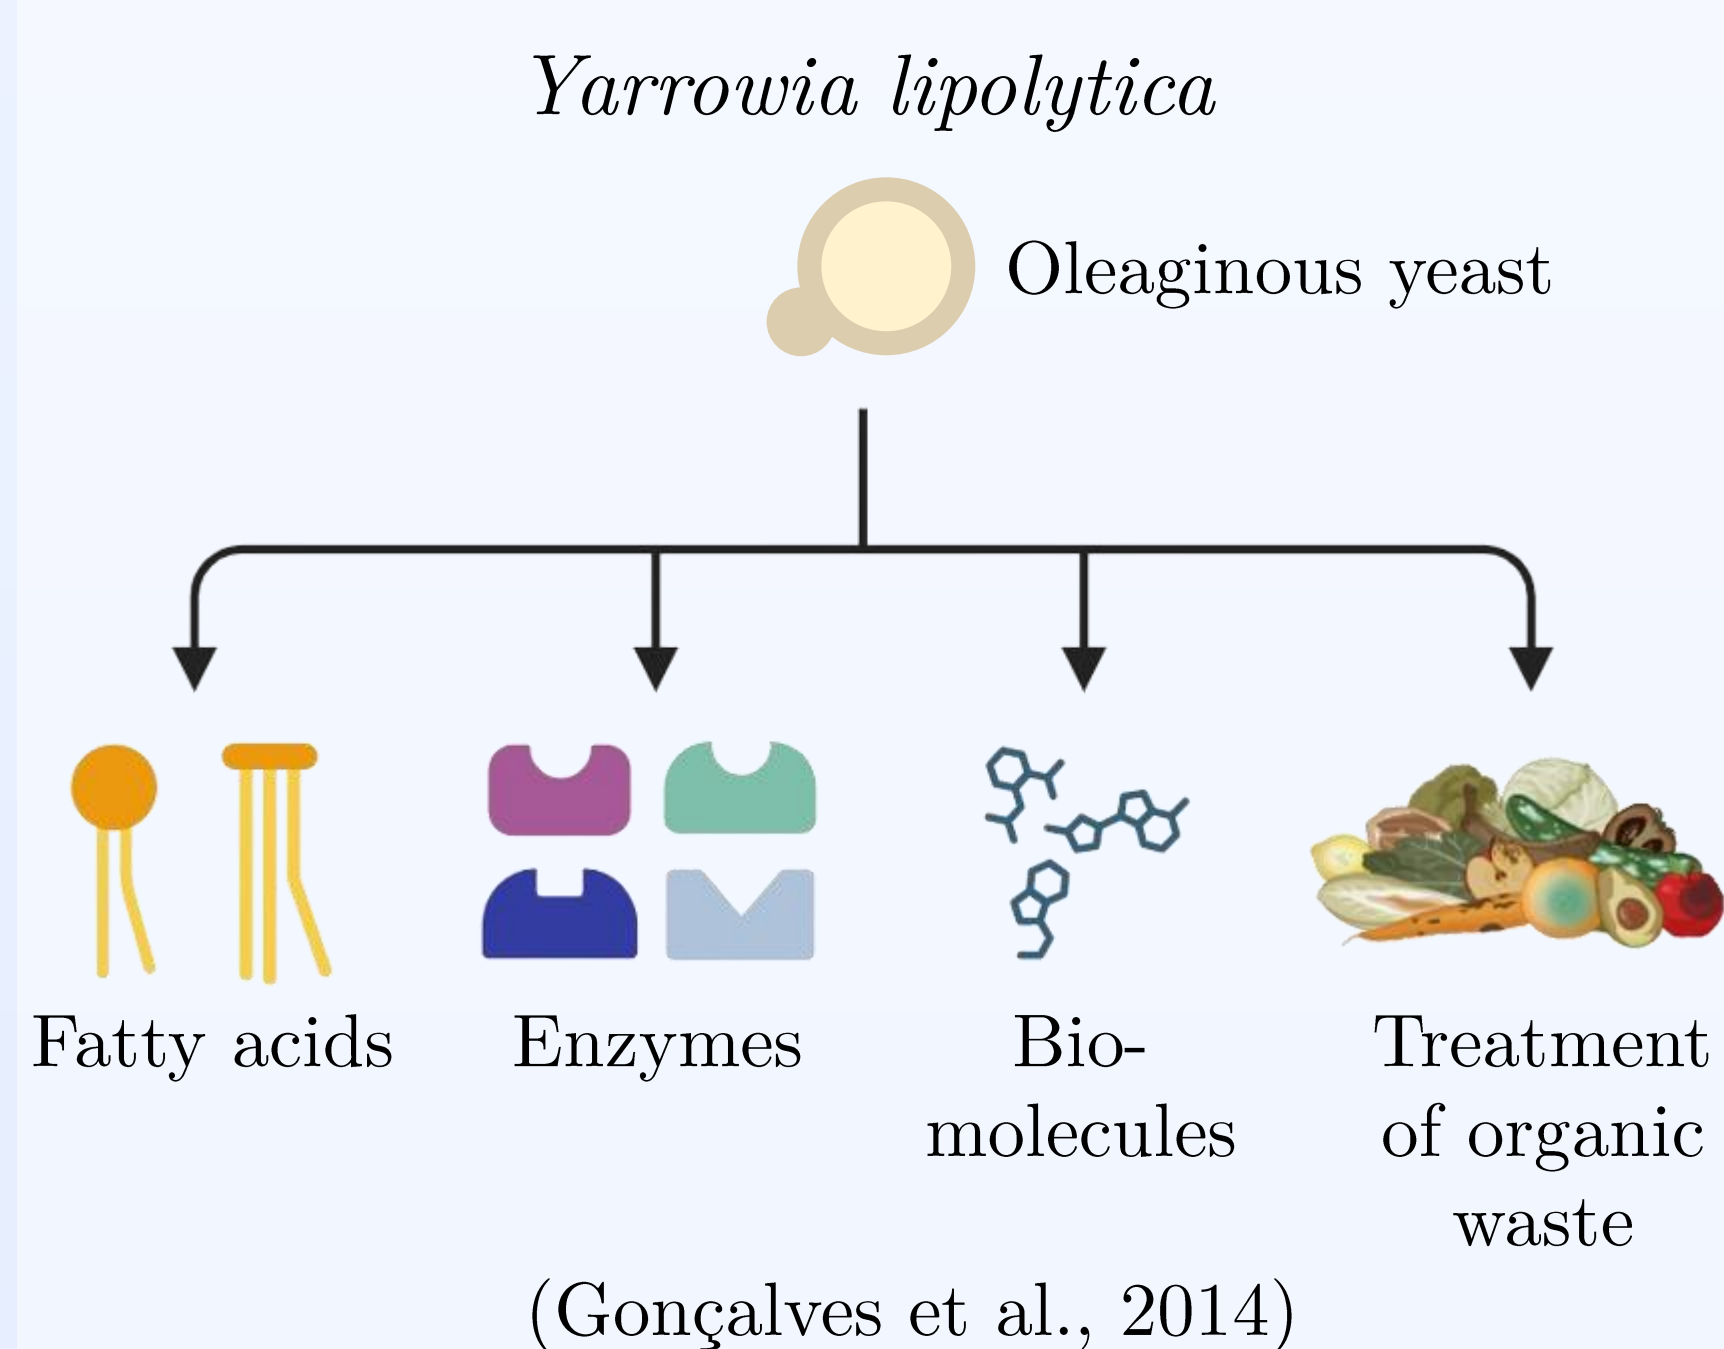 Yarrowia lipolytica
Oleaginous yeast
Fatty acids
Enzymes
Bio-
molecules
Treatment
of organic
waste
(Gonçalves et al., 2014)